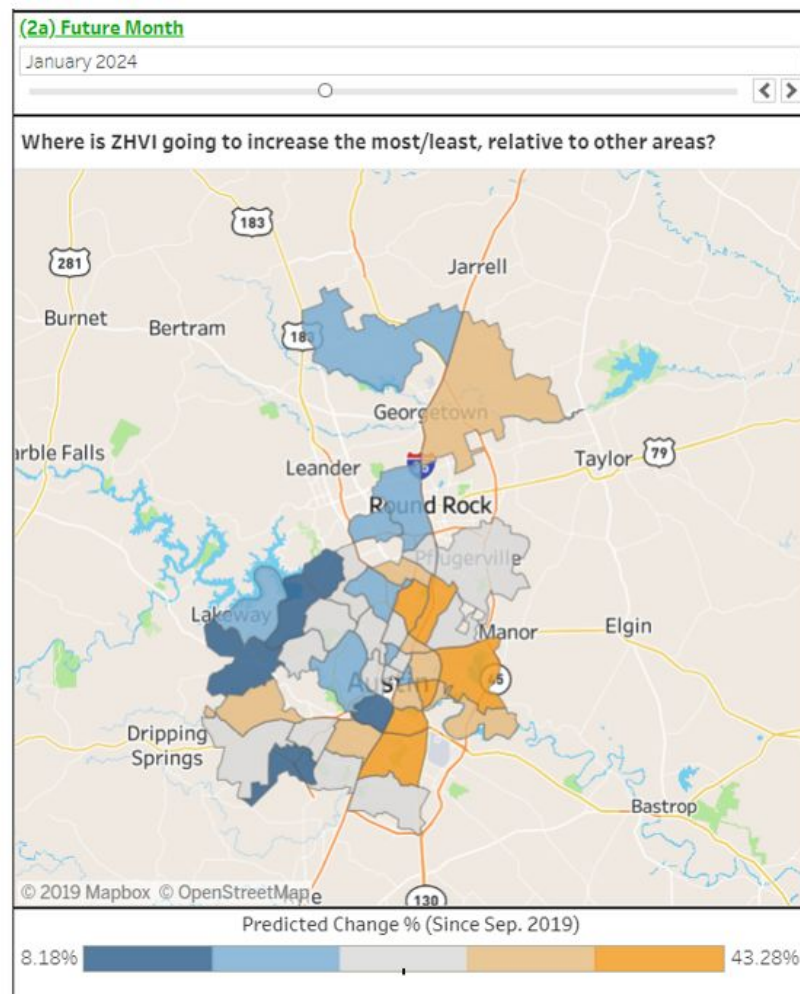 (2a) Future Month
January 2024
Where is ZHVI going to increase the most/least, relative to other areas?
183
281
Jarrell
Burnet
Bertram
183
Georgetown
arble Falls
Leander
Taylor
79
Round Rock
Pflugerville
Lakeway
Manor
Elgin
Austin
Dripping
Springs
Bastrop
© 2019 Mapbox © OpenStreetMap
130
Predicted Change % (Since Sep. 2019)
8.18%
43.28%